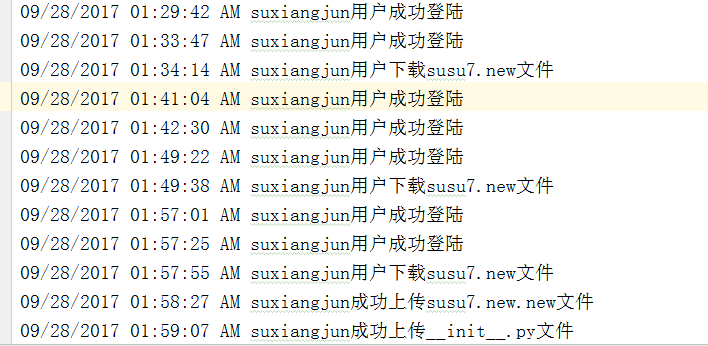 09/28/2017 01:29:42 AM suxiangjun用户成功登陆
09/28/2017 01:33:47 AM suxiangjun用户成功登陆
09/28/2017 01:34:14 AM suxiangjun用户下载susu7.new文件
09/28/2017 01:41:04 AM suxiangjun用户成功登陆
09/28/2017 01:42:30 AM suxiangjun用户成功登陆
09/28/2017 01:49:22 AM suxiangjun用户成功登陆
09/28/2017 01:49:38 AM suxiangjun用户下载susu7.new文件
09/28/2017 01:57:01 AM suxiangjun用户成功登陆
09/28/2017 01:57:25 AM suxiangjun用户成功登陆
09/28/2017 01:57:55 AM suxiangjun用户下载susu7.new文件
09/28/2017 01:58:27 AM suxiangjun成功上传susu7.new.new文件
09/28/2017 01:59:07 AM suxiangjun成功上传__init__.py文件